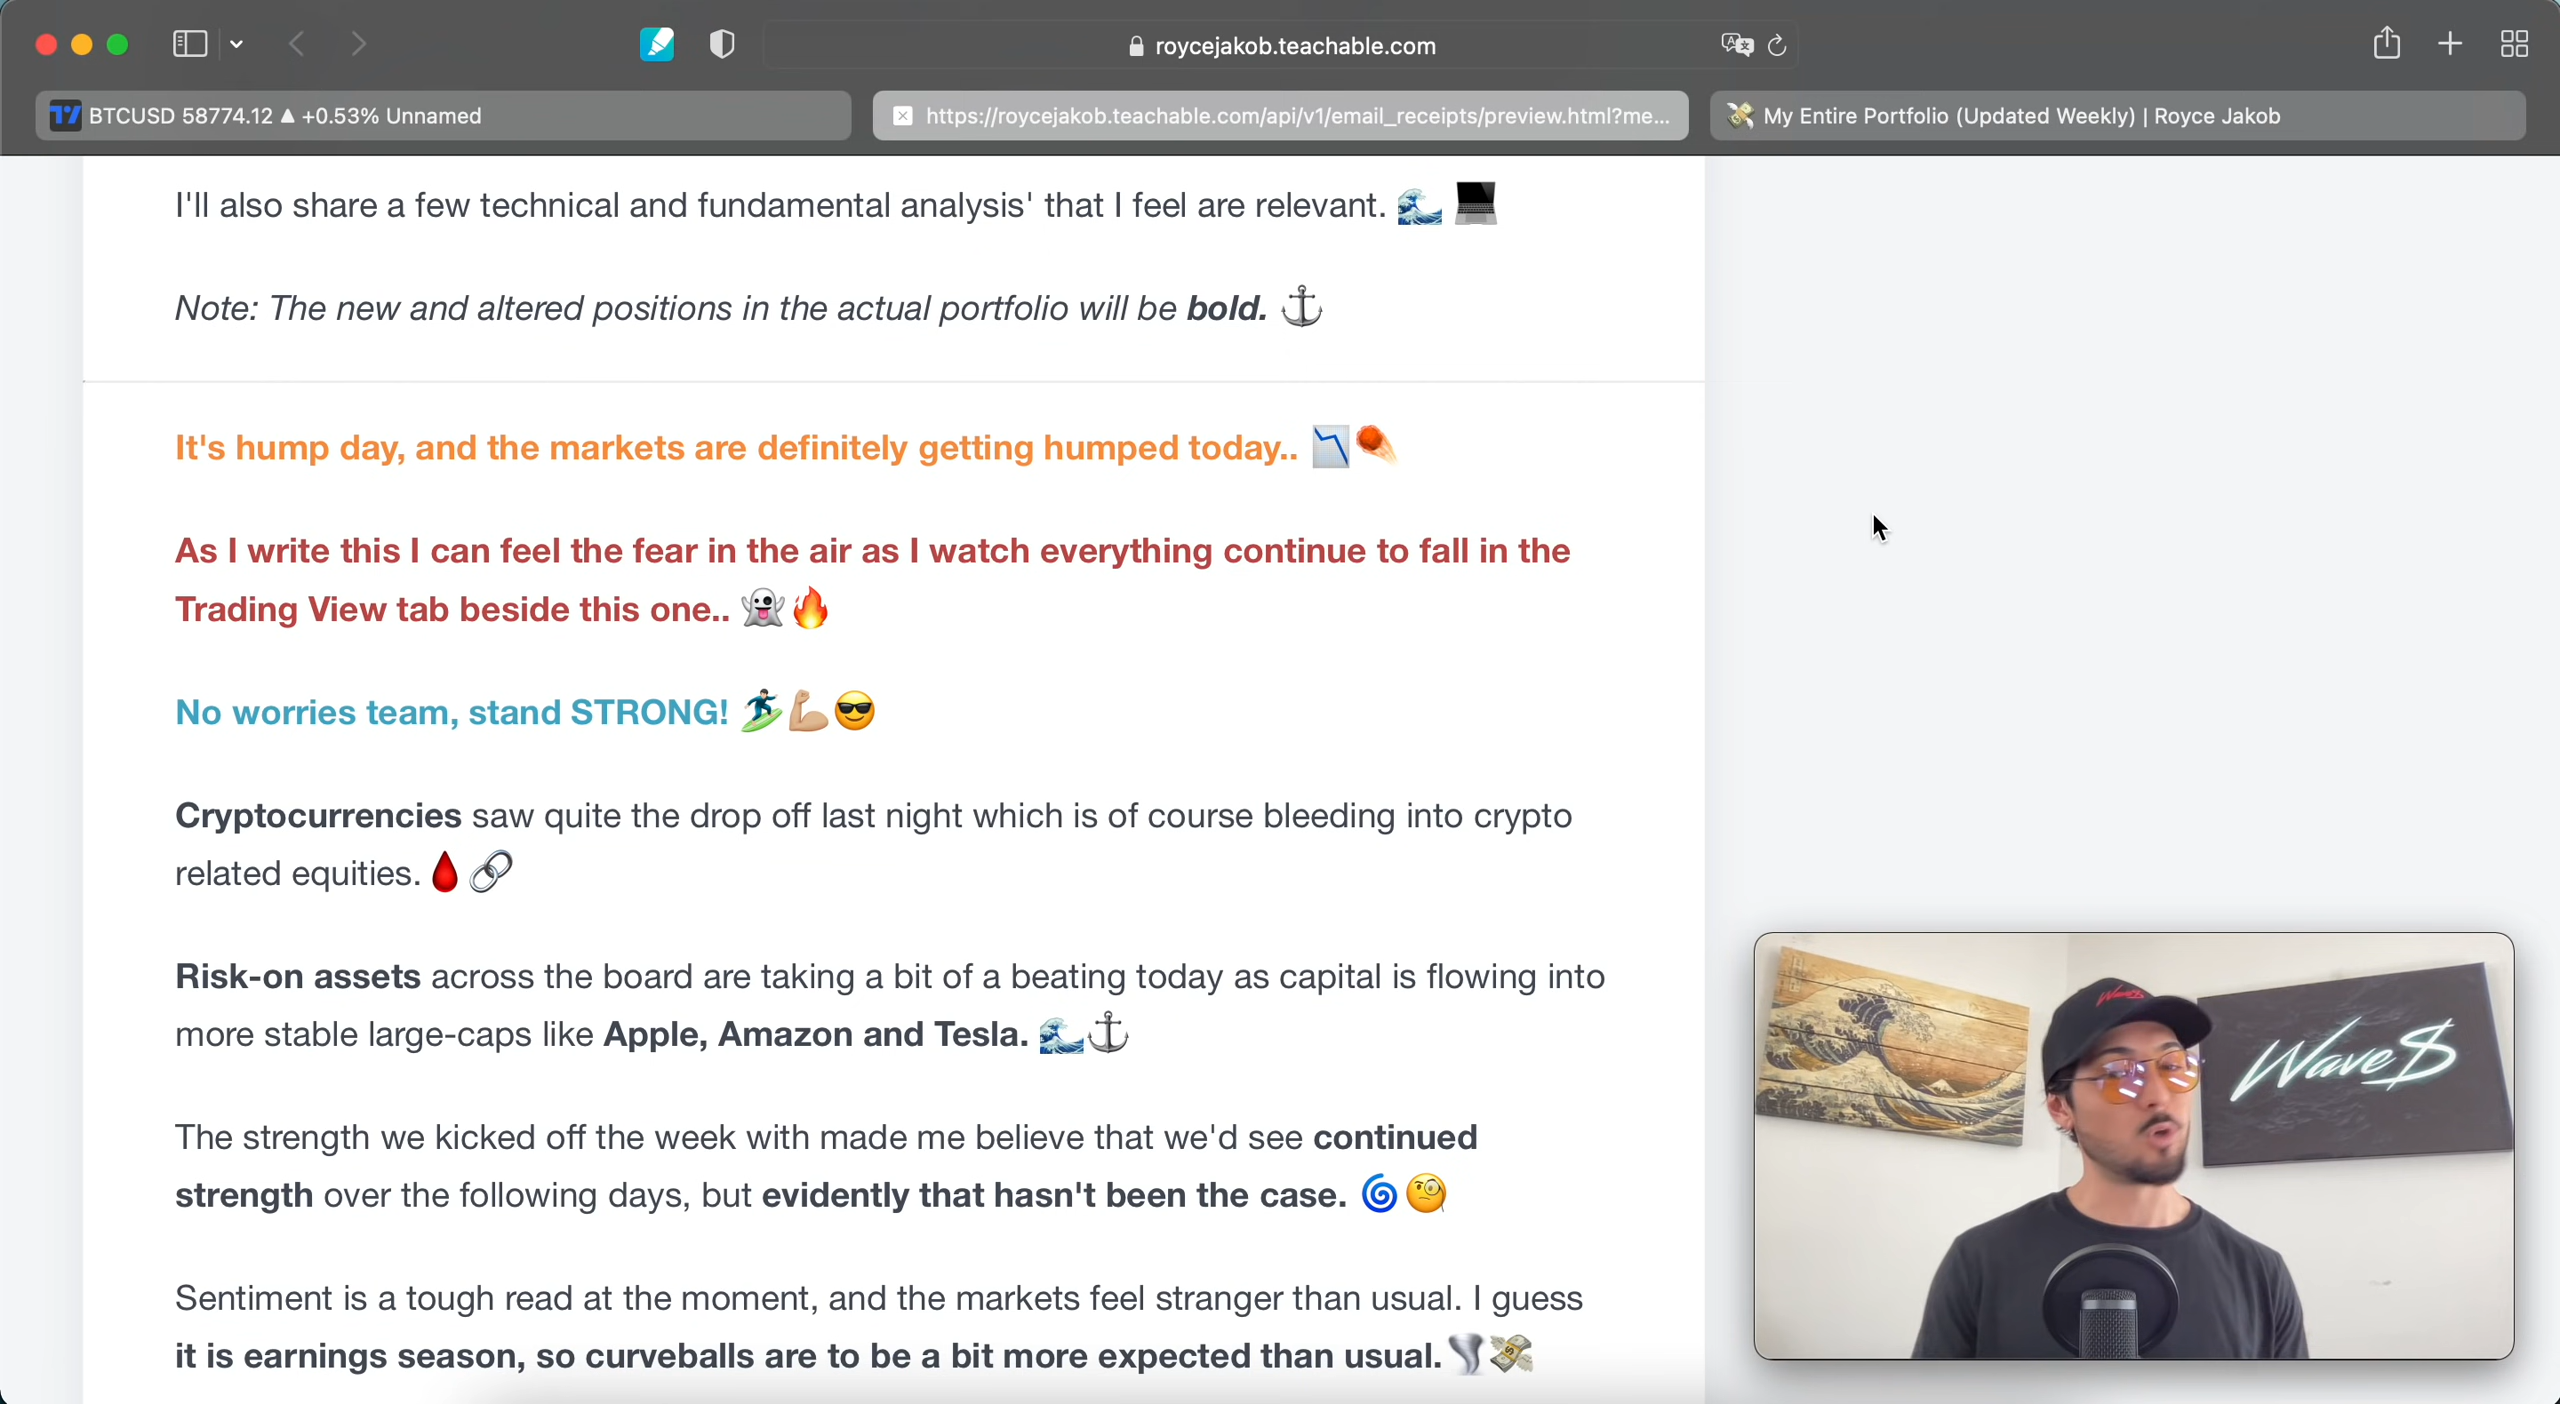 roycejakob.teachable.com
BTCUSD 58774.12 ▲ +0.53% Unnamed
https://roycejakob.teachable.com/api/v1/email_receipts/preview.html?me...
My Entire Portfolio (Updated Weekly) | Royce Jakob
I'll also share a few technical and fundamental analysis' that I feel are relevant. 🌊 💻
Note: The new and altered positions in the actual portfolio will be bold. ⚓
It's hump day, and the markets are definitely getting humped today.. 📉☄️
As I write this I can feel the fear in the air as I watch everything continue to fall in the
Trading View tab beside this one.. 👻🔥
No worries team, stand STRONG! 🏄🏻‍♂️💪🏼😎
Cryptocurrencies saw quite the drop off last night which is of course bleeding into crypto
related equities. 🩸🔗
Risk-on assets across the board are taking a bit of a beating today as capital is flowing into
more stable large-caps like Apple, Amazon and Tesla. 🌊⚓
The strength we kicked off the week with made me believe that we'd see continued
strength over the following days, but evidently that hasn't been the case. 🌀🧐
Sentiment is a tough read at the moment, and the markets feel stranger than usual. I guess
it is earnings season, so curveballs are to be a bit more expected than usual. 🌪️💸
Wave$
Wave$